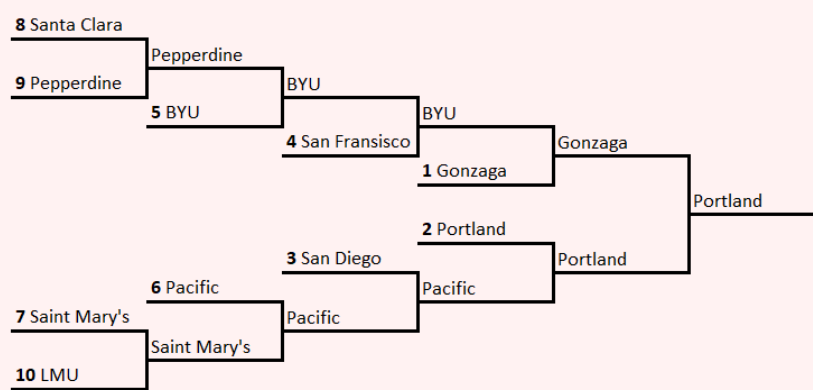 8 Santa Clara
Pepperdine
9 Pepperdine
BYU
5 BYU
BYU
4 San Fransisco
Gonzaga
1 Gonzaga
Portland
2 Portland
3 San Diego
Portland
6 Pacific
Pacific
7 Saint Mary's
Pacific
Saint Mary's
10 LMU